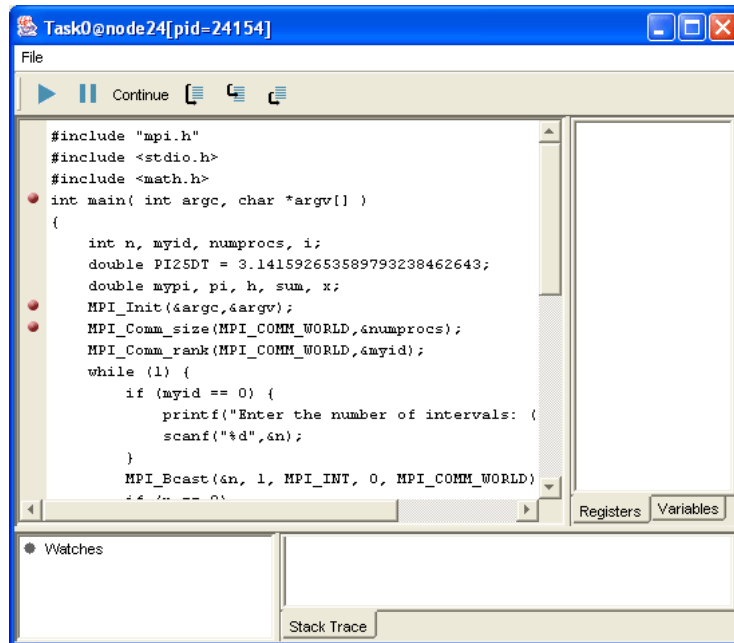 Task0@node24[pid=24154]
File
Continue
#include "mpi.h"
#include <stdio.h>
#include <math.h>
int main( int argc, char *argv[] )
{
int n, myid, numprocs, i;
double PI25DT = 3.141592653589793238462643;
double mypi, pi, h, sum, x;
MPI_Init(&argc,&argv);
MPI_Comm_size(MPI_COMM_WORLD,&numprocs);
MPI_Comm_rank(MPI_COMM_WORLD,&myid);
while (1) {
if (myid == 0) {
printf("Enter the number of intervals: (
scanf("%d",&n);
}
MPI_Bcast(&n, 1, MPI_INT, 0, MPI_COMM_WORLD)
Registers
Variables
Watches
Stack Trace